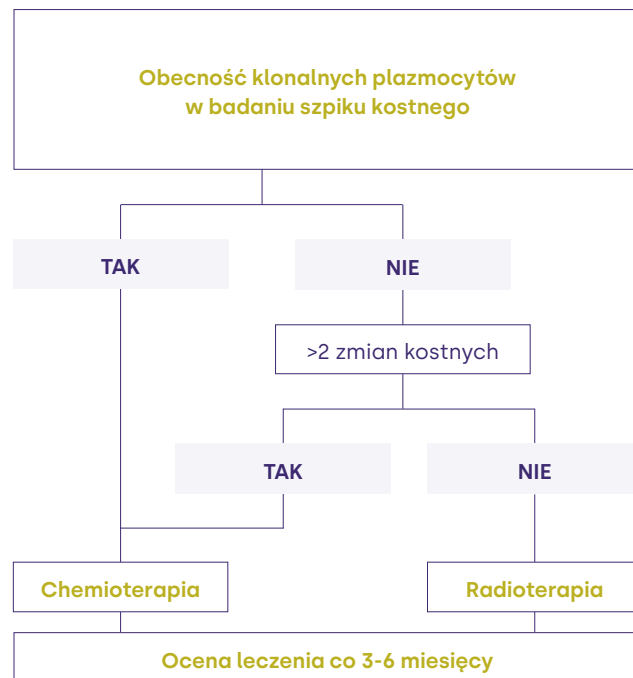 Obecność klonalnych plazmocytów
w badaniu szpiku kostnego
TAK
NIE
>2 zmian kostnych
TAK
NIE
Chemioterapia
Radioterapia
Ocena leczenia co 3-6 miesięcy